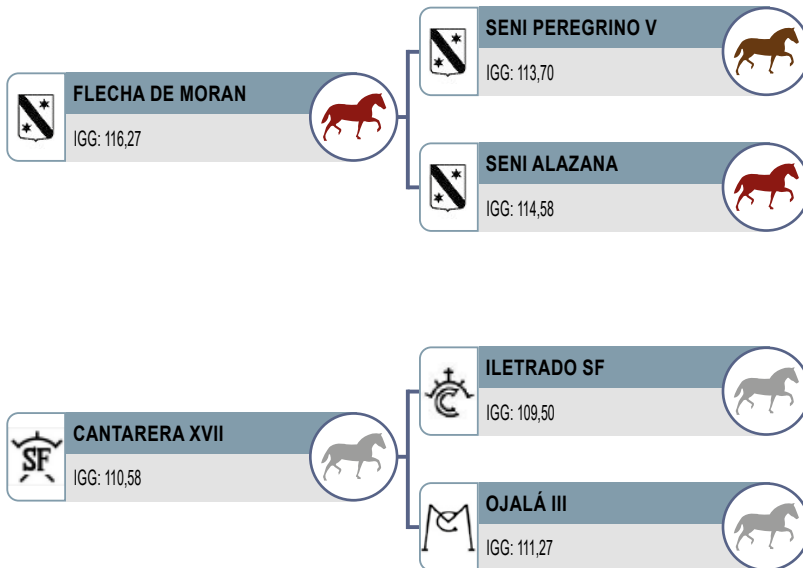 SENI PEREGRINO V
IGG: 113,70
FLECHA DE MORAN
IGG: 116,27
SENI ALAZANA
IGG: 114,58
ILETRADO SF
IGG: 109,50
CANTARERA XVII
SF
IGG: 110,58
OJALÁ III
IGG: 111,27